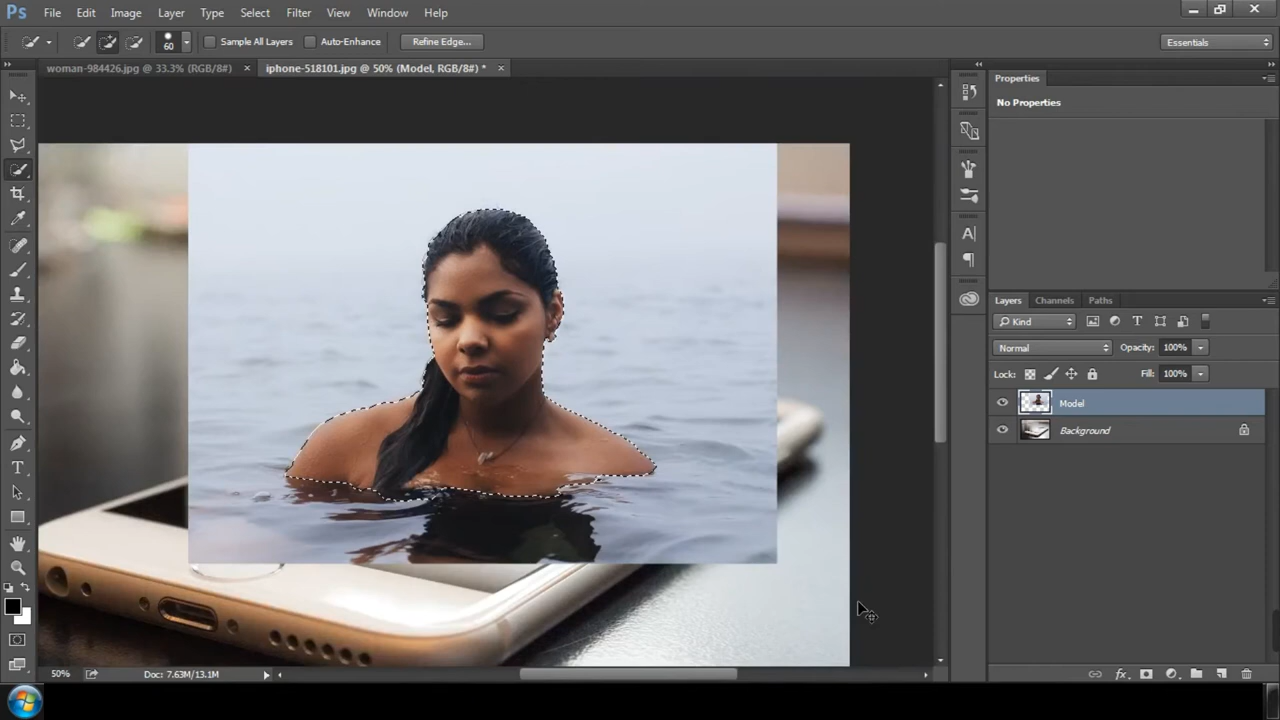 Ps File Edit Image Layer Type Select Filter View Window Help
60 Sample All Layers Auto-Enhance Refine Edge... Essentials
woman-984426.jpg @ 33.3% (RGB/8#) × iphone-518101.jpg @ 50% (Model, RGB/8#) * ×
Properties
No Properties
Layers Channels Paths
Kind
Normal Opacity: 100%
Lock: Fill: 100%
Model
Background
50% Doc: 7.63M/13.1M